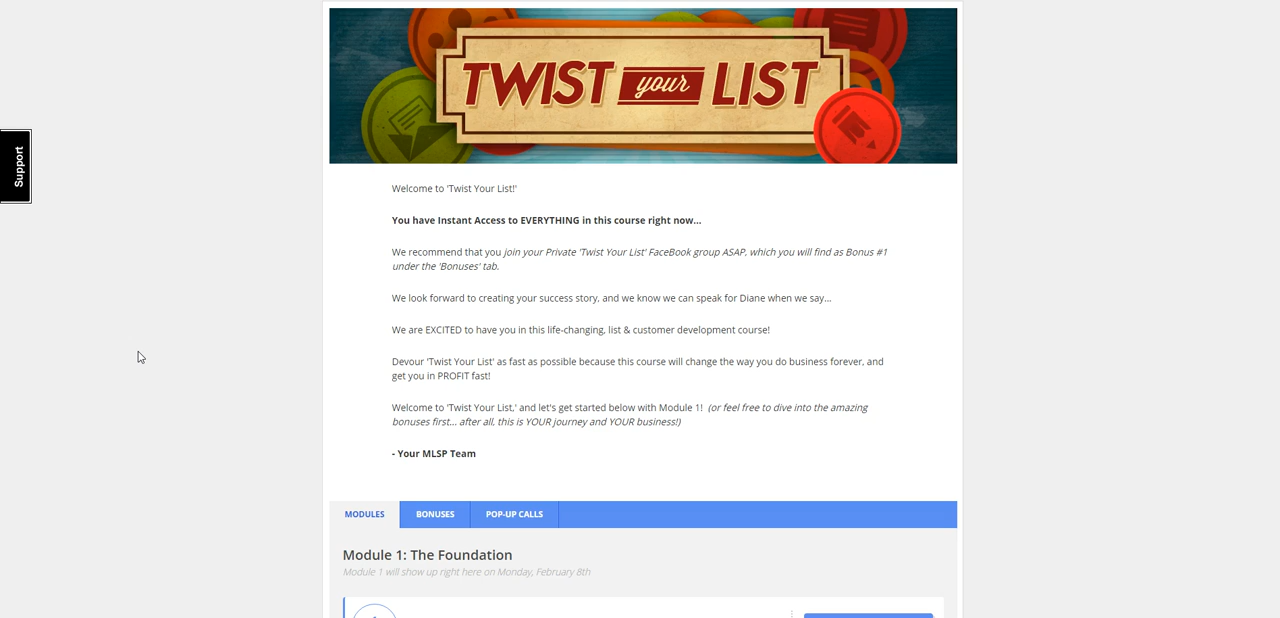 TWIST your LIST
Support
Welcome to 'Twist Your List!'
You have Instant Access to EVERYTHING in this course right now...
We recommend that you join your Private 'Twist Your List' FaceBook group ASAP, which you will find as Bonus #1
under the 'Bonuses' tab.
We look forward to creating your success story, and we know we can speak for Diane when we say...
We are EXCITED to have you in this life-changing, list & customer development course!
Devour 'Twist Your List' as fast as possible because this course will change the way you do business forever, and
get you in PROFIT fast!
Welcome to 'Twist Your List,' and let's get started below with Module 1! (or feel free to dive into the amazing
bonuses first... after all, this is YOUR journey and YOUR business!)
- Your MLSP Team
MODULES BONUSES POP-UP CALLS
Module 1: The Foundation
Module 1 will show up right here on Monday, February 8th